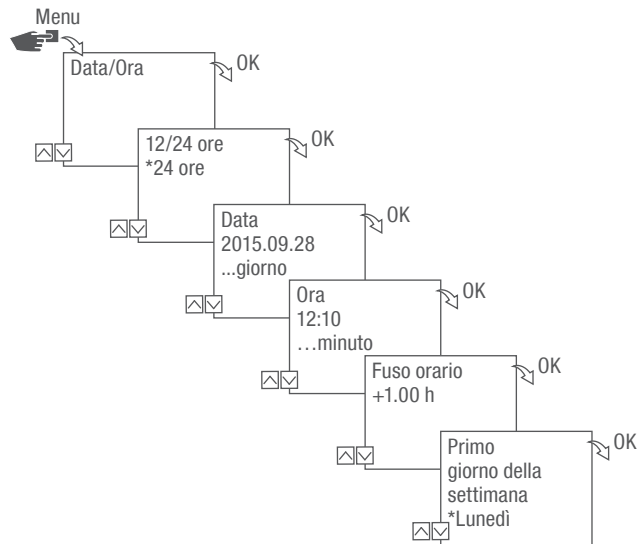 Menu
Data/Ora
OK
12/24 ore
*24 ore
OK
Data
2015.09.28
...giorno
OK
Ora
12:10
…minuto
OK
Fuso orario
+1.00 h
OK
Primo
giorno della
settimana
*Lunedì
OK